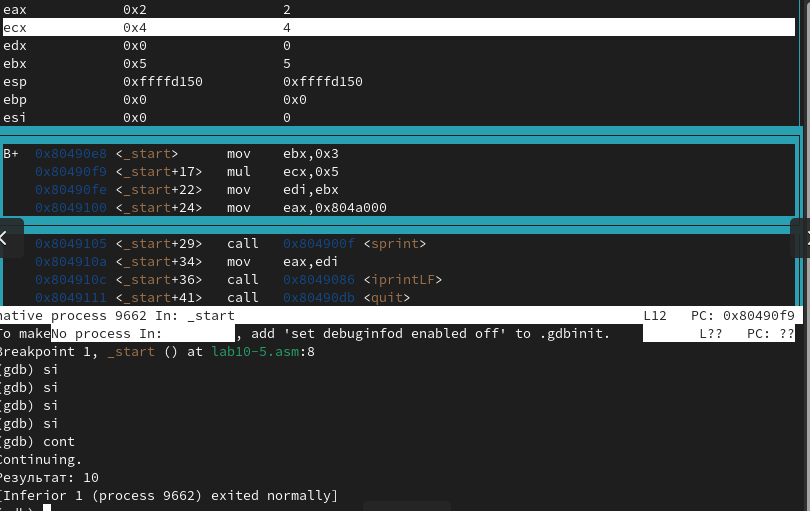 eax 0x2 2
ecx 0x4 4
edx 0x0 0
ebx 0x5 5
esp 0xffffd150 0xffffd150
ebp 0x0 0x0
esi 0x0 0
B+ 0x80490e8 <_start> mov ebx,0x3
0x80490f9 <_start+17> mul ecx,0x5
0x80490fe <_start+22> mov edi,ebx
0x8049100 <_start+24> mov eax,0x804a000
0x8049105 <_start+29> call 0x804900f <sprint>
0x804910a <_start+34> mov eax,edi
0x804910c <_start+36> call 0x8049086 <iprintLF>
0x8049111 <_start+41> call 0x80490db <quit>
native process 9662 In: _start L12 PC: 0x80490f9
To makeNo process In: , add 'set debuginfod enabled off' to .gdbinit. L?? PC: ??
Breakpoint 1, _start () at lab10-5.asm:8
(gdb) si
(gdb) si
(gdb) si
(gdb) si
(gdb) cont
Continuing.
Результат: 10
[Inferior 1 (process 9662) exited normally]
(gdb)